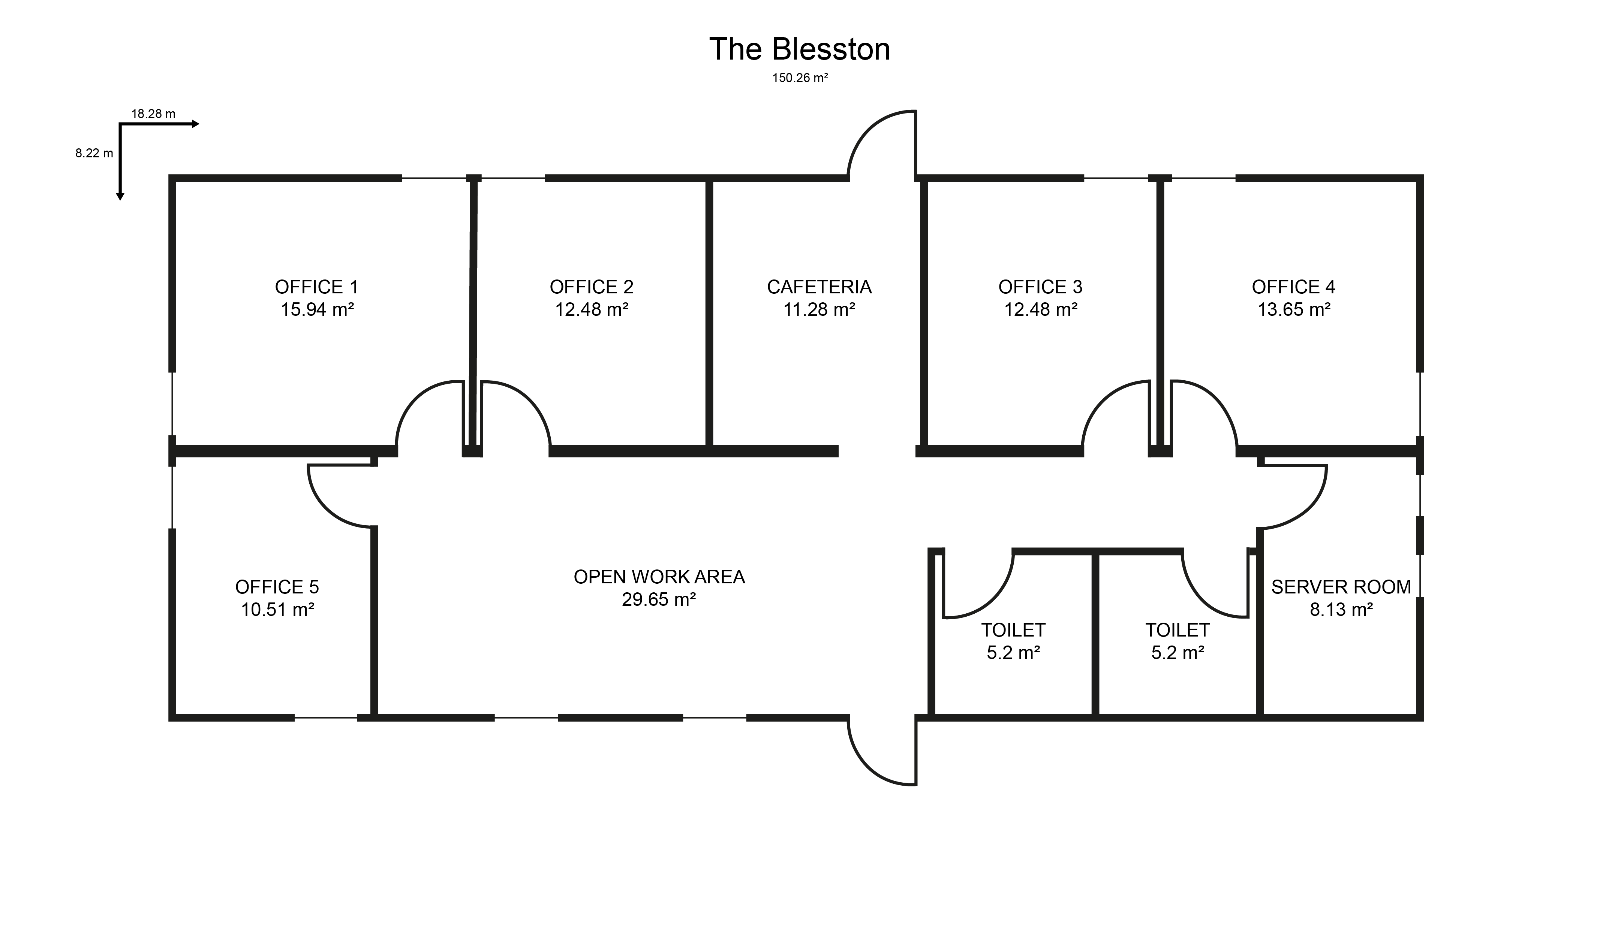 The Blesston
150.26 m²
18.28 m
8.22 m
OFFICE 1
15.94 m²
OFFICE 2
12.48 m²
CAFETERIA
11.28 m²
OFFICE 3
12.48 m²
OFFICE 4
13.65 m²
OFFICE 5
10.51 m²
OPEN WORK AREA
29.65 m²
TOILET
5.2 m²
TOILET
5.2 m²
SERVER ROOM
8.13 m²